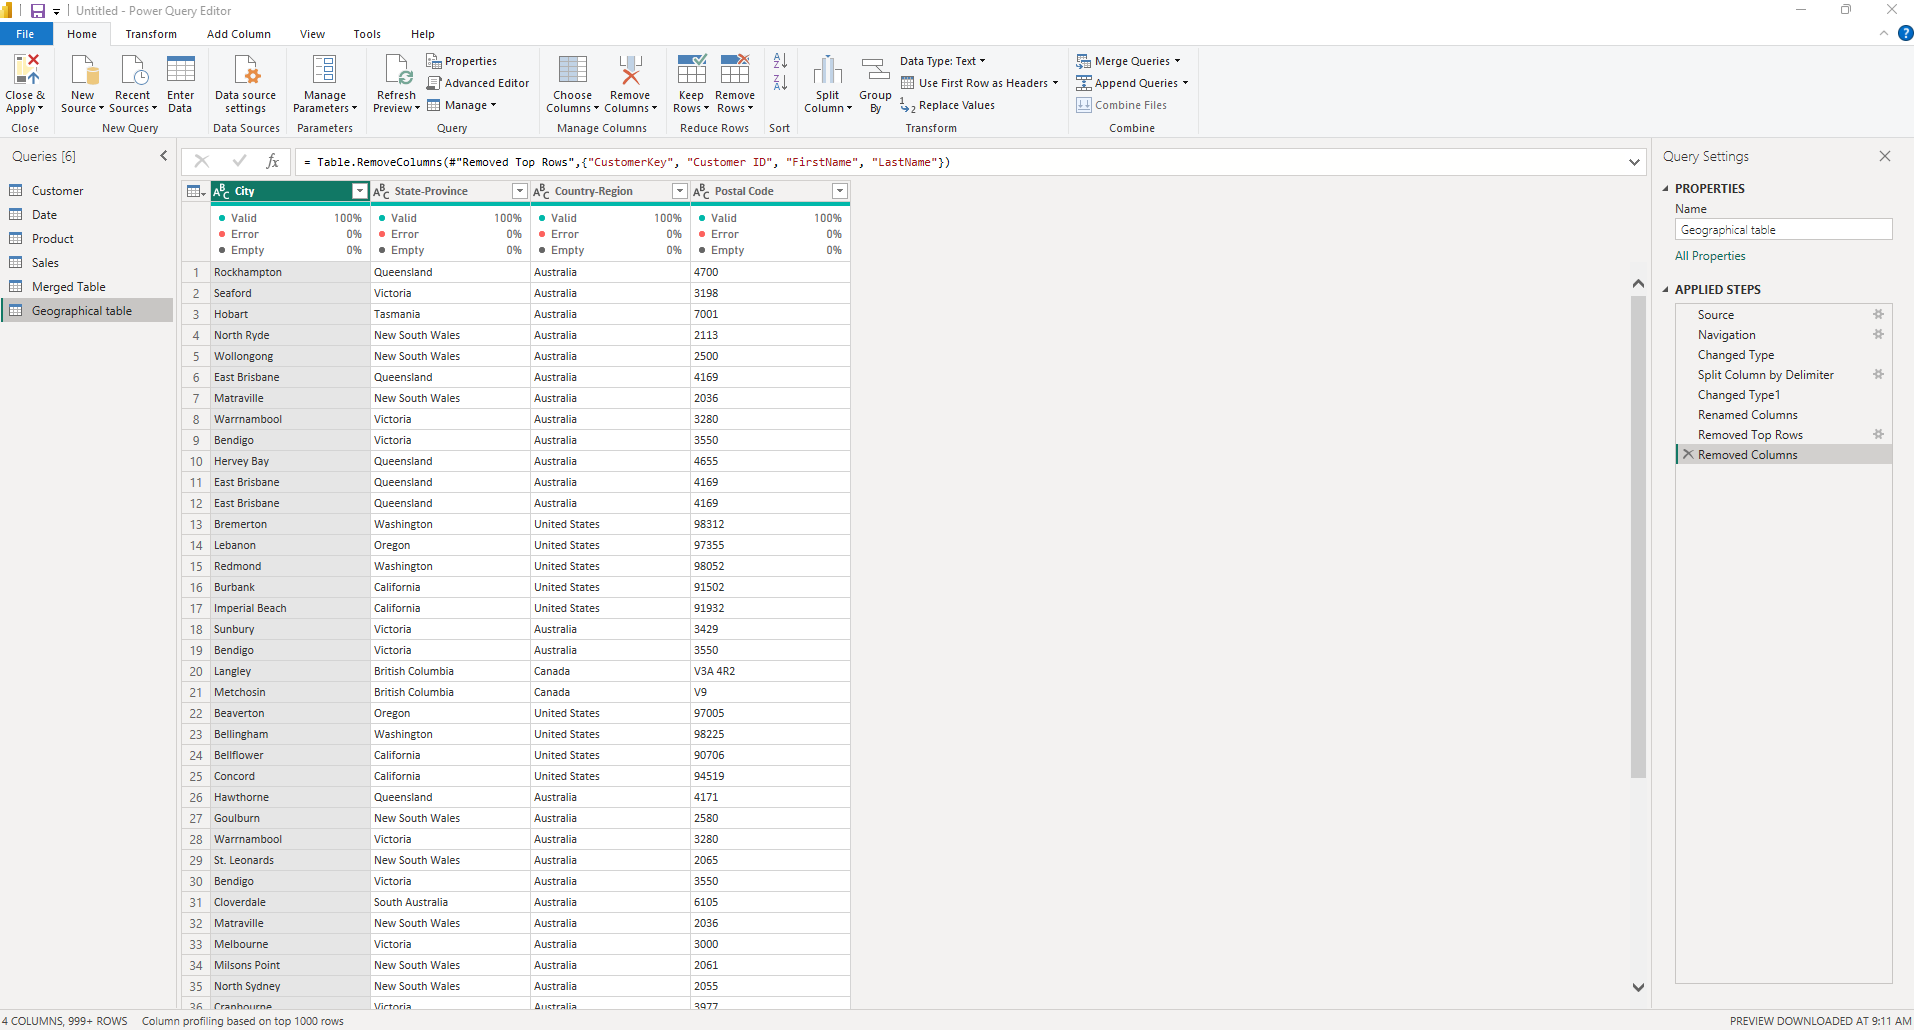 Untitled - Power Query Editor
File Home Transform Add Column View Tools Help
Close & Apply
New Source
Recent Sources
Enter Data
Data source settings
Manage Parameters
Refresh Preview
Properties
Advanced Editor
Manage
Choose Columns
Remove Columns
Keep Rows
Remove Rows
Split Column
Group By
Data Type: Text
Use First Row as Headers
Replace Values
Merge Queries
Append Queries
Combine Files
Close New Query Data Sources Parameters Query Manage Columns Reduce Rows Sort Transform Combine
Queries [6]
Customer
Date
Product
Sales
Merged Table
Geographical table
fx = Table.RemoveColumns(#"Removed Top Rows",{"CustomerKey", "Customer ID", "FirstName", "LastName"})
ABC City ABC State-Province ABC Country-Region ABC Postal Code
Valid 100% Valid 100% Valid 100% Valid 100%
Error 0% Error 0% Error 0% Error 0%
Empty 0% Empty 0% Empty 0% Empty 0%
1 Rockhampton Queensland Australia 4700
2 Seaford Victoria Australia 3198
3 Hobart Tasmania Australia 7001
4 North Ryde New South Wales Australia 2113
5 Wollongong New South Wales Australia 2500
6 East Brisbane Queensland Australia 4169
7 Matraville New South Wales Australia 2036
8 Warrnambool Victoria Australia 3280
9 Bendigo Victoria Australia 3550
10 Hervey Bay Queensland Australia 4655
11 East Brisbane Queensland Australia 4169
12 East Brisbane Queensland Australia 4169
13 Bremerton Washington United States 98312
14 Lebanon Oregon United States 97355
15 Redmond Washington United States 98052
16 Burbank California United States 91502
17 Imperial Beach California United States 91932
18 Sunbury Victoria Australia 3429
19 Bendigo Victoria Australia 3550
20 Langley British Columbia Canada V3A 4R2
21 Metchosin British Columbia Canada V9
22 Beaverton Oregon United States 97005
23 Bellingham Washington United States 98225
24 Bellflower California United States 90706
25 Concord California United States 94519
26 Hawthorne Queensland Australia 4171
27 Goulburn New South Wales Australia 2580
28 Warrnambool Victoria Australia 3280
29 St. Leonards New South Wales Australia 2065
30 Bendigo Victoria Australia 3550
31 Cloverdale South Australia Australia 6105
32 Matraville New South Wales Australia 2036
33 Melbourne Victoria Australia 3000
34 Milsons Point New South Wales Australia 2061
35 North Sydney New South Wales Australia 2055
36 Cranbourne Victoria Australia 3977
Query Settings
PROPERTIES
Name
Geographical table
All Properties
APPLIED STEPS
Source
Navigation
Changed Type
Split Column by Delimiter
Changed Type1
Renamed Columns
Removed Top Rows
Removed Columns
4 COLUMNS, 999+ ROWS Column profiling based on top 1000 rows PREVIEW DOWNLOADED AT 9:11 AM